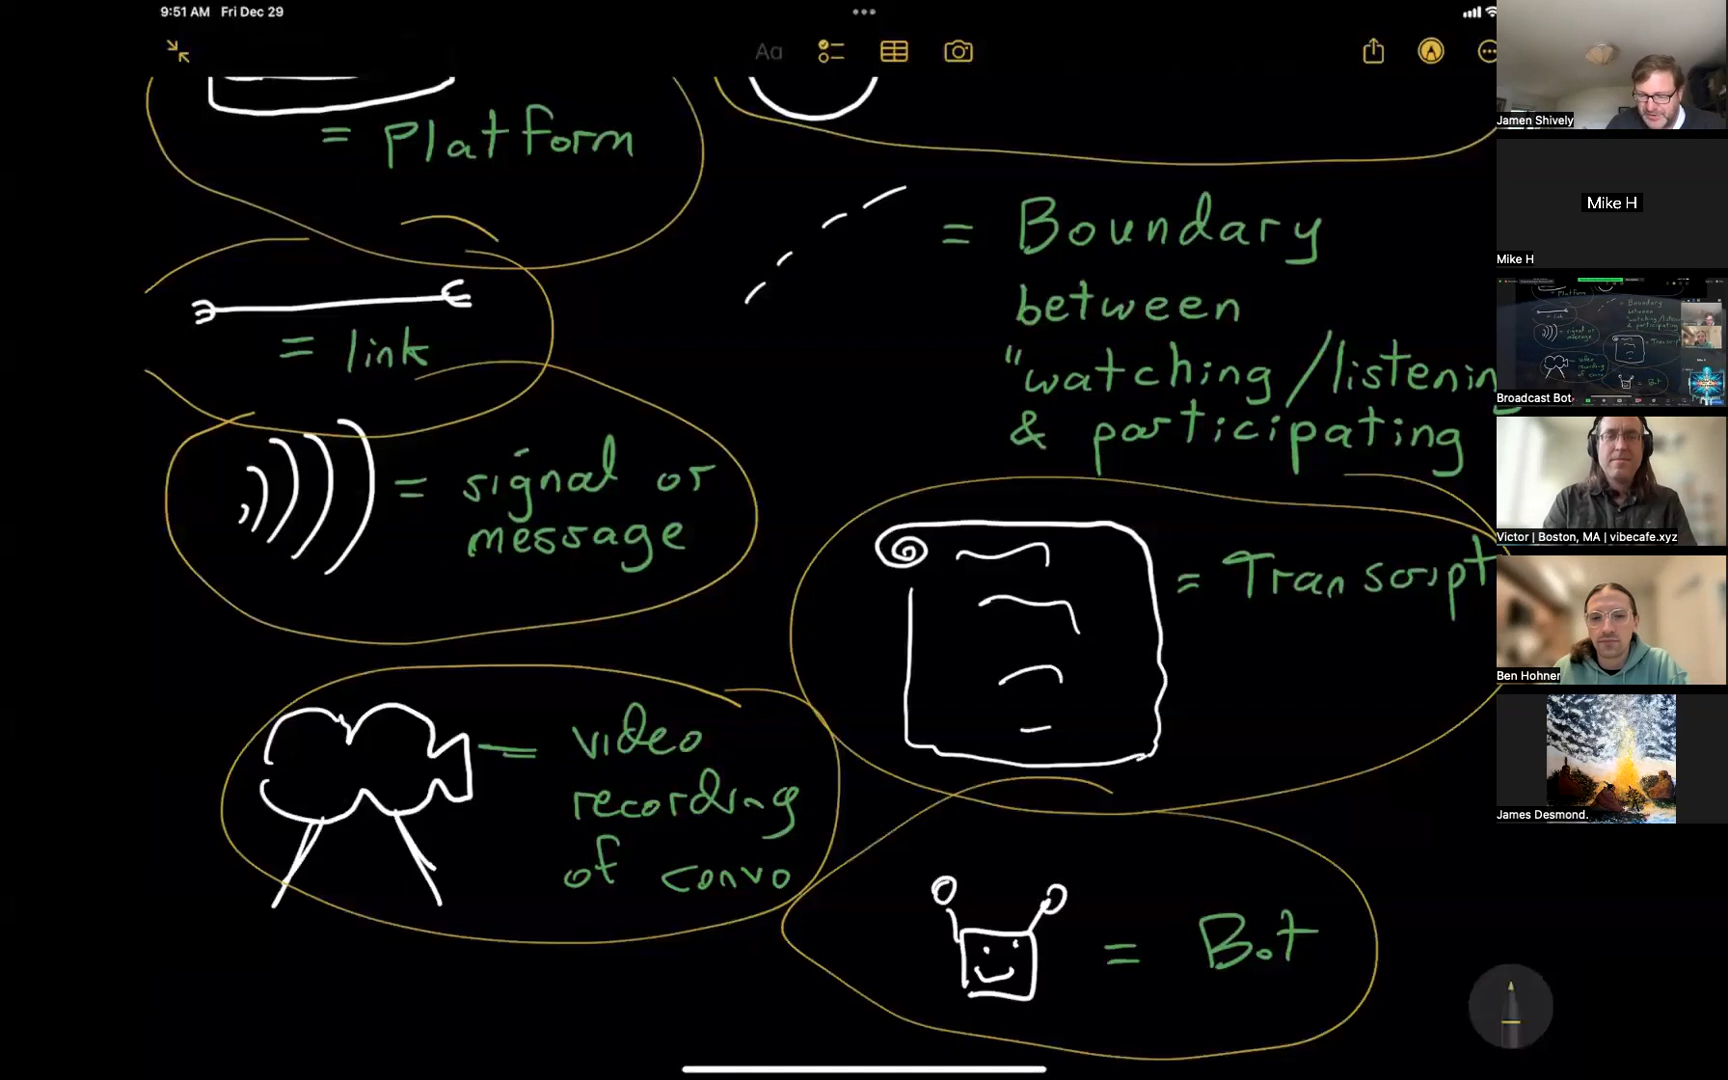 9:51 AM Fri Dec 29
Aa
= Platform
= link
= signal or
message
= video
recording
of convo
= Boundary
between
"watching/listenin
& participating
= Transcript
= Bot
Jamen Shively
Mike H
Mike H
Broadcast Bot
Victor | Boston, MA | vibecafe.xyz
Ben Hohner
James Desmond.